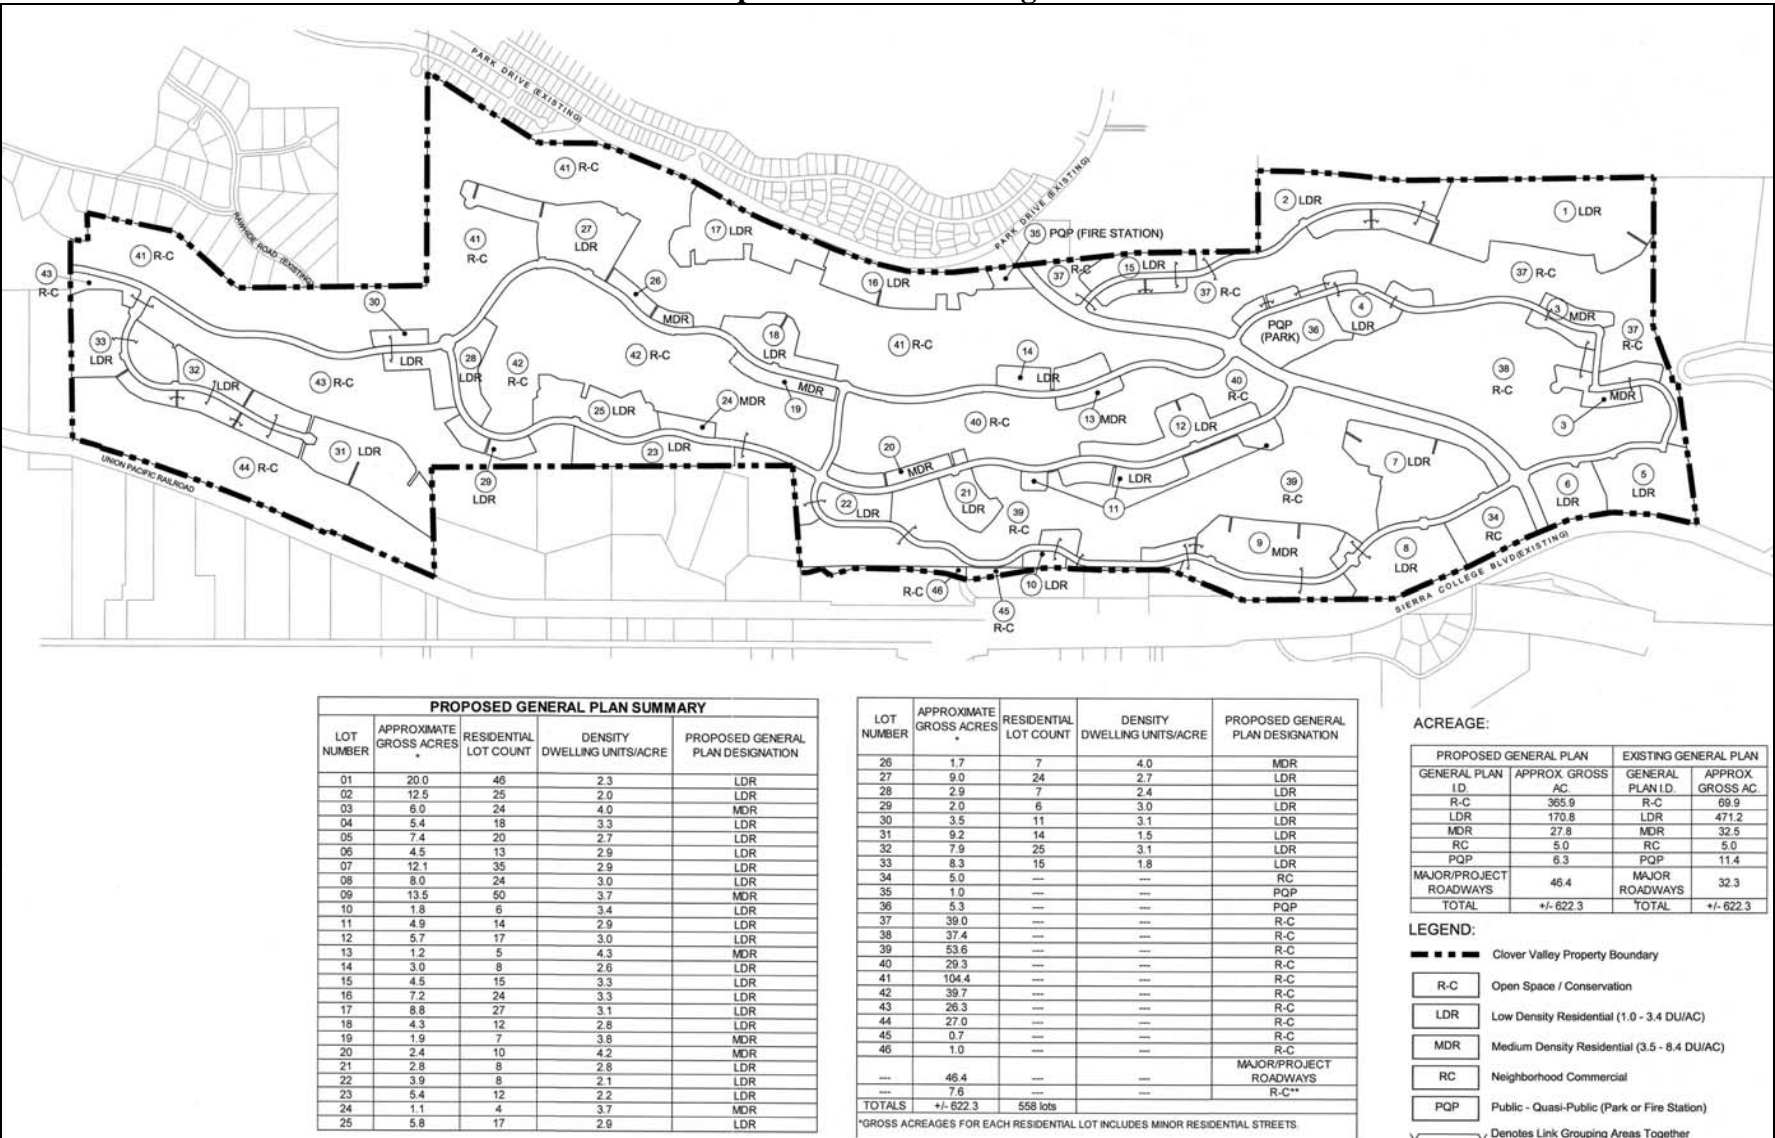 PARK DRIVE (EXISTING)
41 R-C
2 LDR
1 LDR
RAWHIDE ROAD (EXISTING)
27
LDR
17 LDR
PARK DRIVE (EXISTING)
35 PQP (FIRE STATION)
41
R-C
41 R-C
43
R-C
37
R-C
15 LDR
37 R-C
37 R-C
26
16 LDR
30
MDR
18
LDR
PQP
(PARK) 36
4
LDR
3
MDR
37
R-C
33
LDR
LDR
28
LDR
42
R-C
42 R-C
41 R-C
14
LDR
32
LDR
43 R-C
MDR
19
38
R-C
MDR
3
40
R-C
25 LDR
24 MDR
13 MDR
40 R-C
12 LDR
31 LDR
44 R-C
23 LDR
20
MDR
7 LDR
UNION PACIFIC RAILROAD
29
LDR
21
LDR
LDR
11
39
R-C
39
R-C
22
LDR
6
LDR
5
LDR
34
RC
9
MDR
8
LDR
SIERRA COLLEGE BLVD (EXISTING)
R-C 46
10 LDR
45
R-C
PROPOSED GENERAL PLAN SUMMARY
LOT NUMBER APPROXIMATE GROSS ACRES * RESIDENTIAL LOT COUNT DENSITY DWELLING UNITS/ACRE PROPOSED GENERAL PLAN DESIGNATION
01 20.0 46 2.3 LDR
02 12.5 25 2.0 LDR
03 6.0 24 4.0 MDR
04 5.4 18 3.3 LDR
05 7.4 20 2.7 LDR
06 4.5 13 2.9 LDR
07 12.1 35 2.9 LDR
08 8.0 24 3.0 LDR
09 13.5 50 3.7 MDR
10 1.8 6 3.4 LDR
11 4.9 14 2.9 LDR
12 5.7 17 3.0 LDR
13 1.2 5 4.3 MDR
14 3.0 8 2.6 LDR
15 4.5 15 3.3 LDR
16 7.2 24 3.3 LDR
17 8.8 27 3.1 LDR
18 4.3 12 2.8 LDR
19 1.9 7 3.8 MDR
20 2.4 10 4.2 MDR
21 2.8 8 2.8 LDR
22 3.9 8 2.1 LDR
23 5.4 12 2.2 LDR
24 1.1 4 3.7 MDR
25 5.8 17 2.9 LDR
LOT NUMBER APPROXIMATE GROSS ACRES * RESIDENTIAL LOT COUNT DENSITY DWELLING UNITS/ACRE PROPOSED GENERAL PLAN DESIGNATION
26 1.7 7 4.0 MDR
27 9.0 24 2.7 LDR
28 2.9 7 2.4 LDR
29 2.0 6 3.0 LDR
30 3.5 11 3.1 LDR
31 9.2 14 1.5 LDR
32 7.9 25 3.1 LDR
33 8.3 15 1.8 LDR
34 5.0 --- --- RC
35 1.0 --- --- PQP
36 5.3 --- --- PQP
37 39.0 --- --- R-C
38 37.4 --- --- R-C
39 53.6 --- --- R-C
40 29.3 --- --- R-C
41 104.4 --- --- R-C
42 39.7 --- --- R-C
43 26.3 --- --- R-C
44 27.0 --- --- R-C
45 0.7 --- --- R-C
46 1.0 --- --- R-C
--- 46.4 --- --- MAJOR/PROJECT ROADWAYS
--- 7.6 --- --- R-C**
TOTALS +/- 622.3 558 lots
*GROSS ACREAGES FOR EACH RESIDENTIAL LOT INCLUDES MINOR RESIDENTIAL STREETS.
ACREAGE:
PROPOSED GENERAL PLAN EXISTING GENERAL PLAN
GENERAL PLAN I.D. APPROX. GROSS AC. GENERAL PLAN I.D. APPROX. GROSS AC.
R-C 365.9 R-C 69.9
LDR 170.8 LDR 471.2
MDR 27.8 MDR 32.5
RC 5.0 RC 5.0
PQP 6.3 PQP 11.4
MAJOR/PROJECT ROADWAYS 46.4 MAJOR ROADWAYS 32.3
TOTAL +/- 622.3 TOTAL +/- 622.3
LEGEND:
Clover Valley Property Boundary
R-C Open Space / Conservation
LDR Low Density Residential (1.0 - 3.4 DU/AC)
MDR Medium Density Residential (3.5 - 8.4 DU/AC)
RC Neighborhood Commercial
PQP Public - Quasi-Public (Park or Fire Station)
Denotes Link Grouping Areas Together